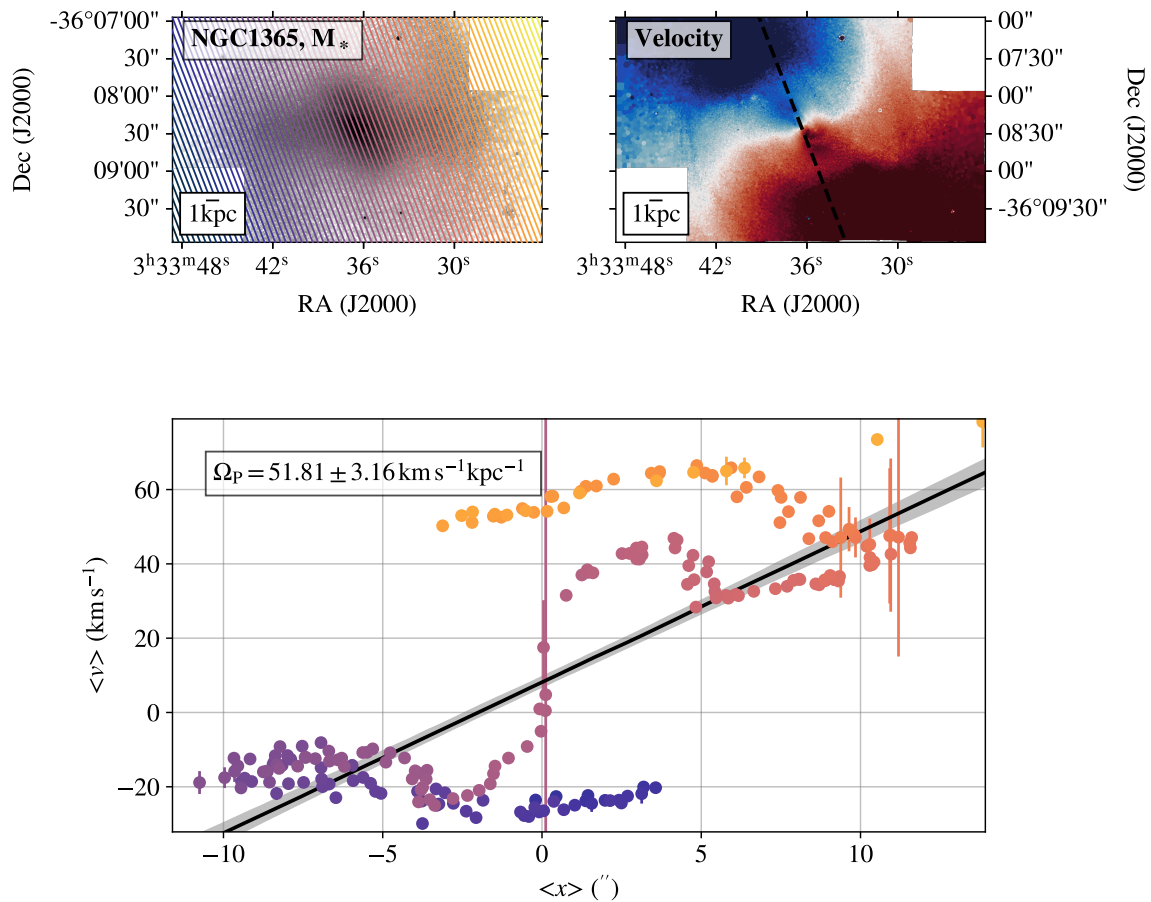 NGC1365, M*
Velocity
-36°07'00"
30"
08'00"
30"
09'00"
30"
Dec (J2000)
1kpc
3ʰ33ᵐ48ˢ
42ˢ
36ˢ
30ˢ
RA (J2000)
00"
07'30"
00"
08'30"
00"
-36°09'30"
Dec (J2000)
1kpc
3ʰ33ᵐ48ˢ
42ˢ
36ˢ
30ˢ
RA (J2000)
Ω_P = 51.81 ± 3.16 km s⁻¹kpc⁻¹
60
40
20
0
−20
<v> (km s⁻¹)
−10
−5
0
5
10
<x> (′′)